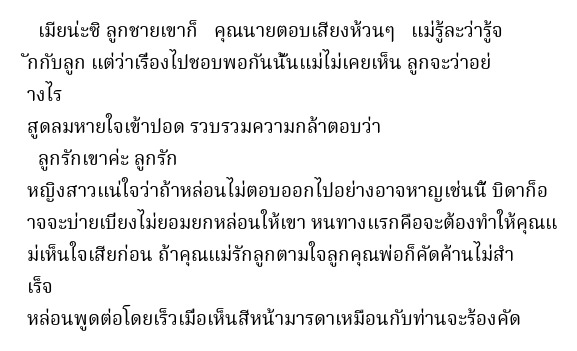 เมียน่ะซิ ลูกชายเขาก็   คุณนายตอบเสียงห้วนๆ   แม่รู้ละว่ารู้จ
ักกับลูก แต่ว่าเรื่องไปชอบพอกันนั้นแม่ไม่เคยเห็น ลูกจะว่าอย่
างไร
สูดลมหายใจเข้าปอด รวบรวมความกล้าตอบว่า
ลูกรักเขาค่ะ ลูกรัก
หญิงสาวแน่ใจว่าถ้าหล่อนไม่ตอบออกไปอย่างอาจหาญเช่นนี้ บิดาก็อ
าจจะบ่ายเบี่ยงไม่ยอมยกหล่อนให้เขา หนทางแรกคือจะต้องทำให้คุณแ
ม่เห็นใจเสียก่อน ถ้าคุณแม่รักลูกตามใจลูกคุณพ่อก็คัดค้านไม่สำ
เร็จ
หล่อนพูดต่อโดยเร็วเมื่อเห็นสีหน้ามารดาเหมือนกับท่านจะร้องคัด